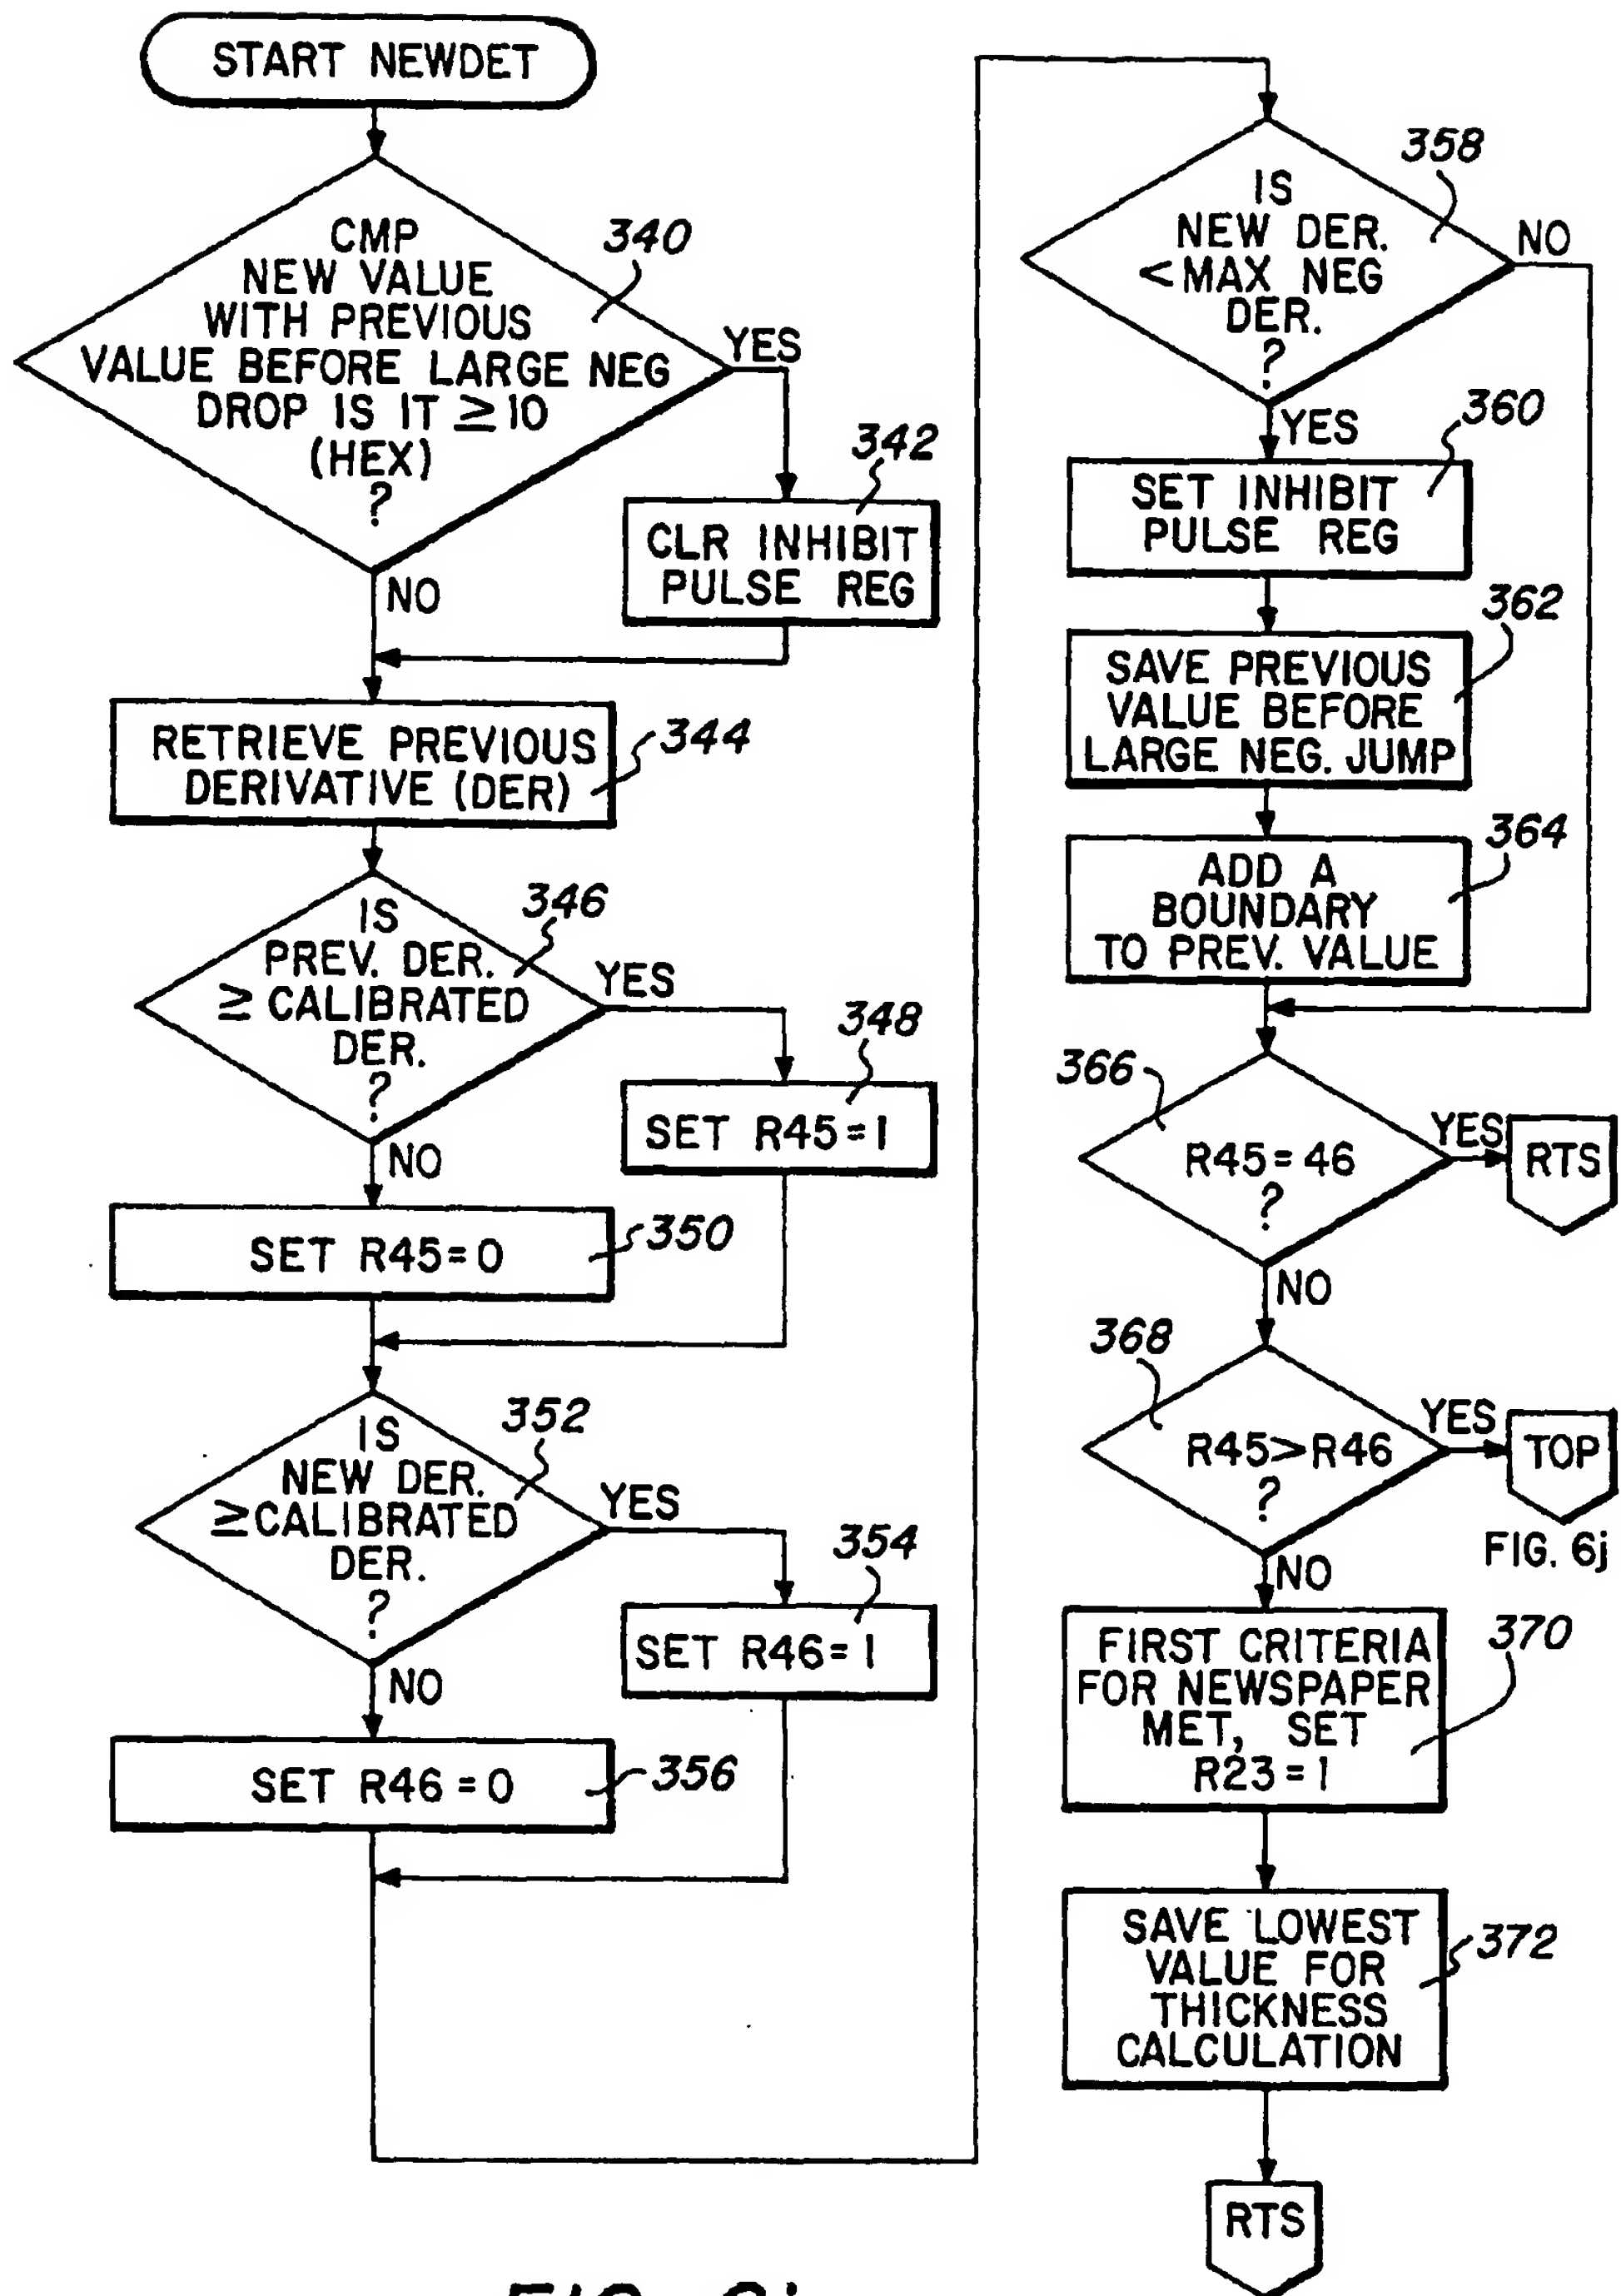 START NEWDET
CMP
NEW VALUE
WITH PREVIOUS
VALUE BEFORE LARGE NEG
DROP IS IT ≥ 10
(HEX)
?
340
YES
NO
342
CLR INHIBIT
PULSE REG
RETRIEVE PREVIOUS
DERIVATIVE (DER)
344
IS
PREV. DER.
≥ CALIBRATED
DER.
?
346
YES
NO
348
SET R45=1
SET R45=0
350
IS
NEW DER.
≥CALIBRATED
DER.
?
352
YES
NO
354
SET R46=1
SET R46=0
356
IS
NEW DER.
<MAX NEG
DER.
?
358
NO
YES
360
SET INHIBIT
PULSE REG
362
SAVE PREVIOUS
VALUE BEFORE
LARGE NEG. JUMP
364
ADD A
BOUNDARY
TO PREV. VALUE
366
R45=46
?
YES
RTS
NO
368
R45>R46
?
YES
TOP
FIG. 6j
NO
FIRST CRITERIA
FOR NEWSPAPER
MET, SET
R23=1
370
SAVE LOWEST
VALUE FOR
THICKNESS
CALCULATION
372
RTS